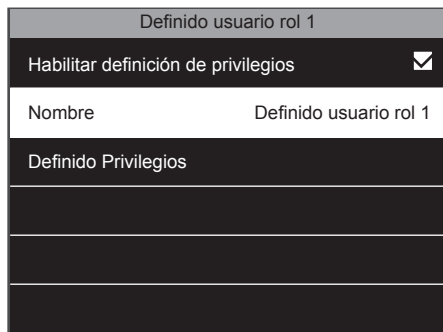 Definido usuario rol 1
Habilitar definición de privilegios
Nombre Definido usuario rol 1
Definido Privilegios